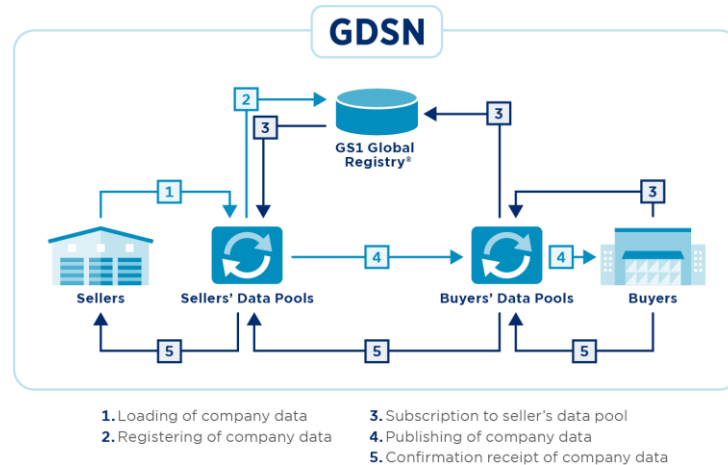 GDSN
2
3
3
GS1 Global
Registry®
1
3
4
4
Sellers
Sellers' Data Pools
Buyers' Data Pools
Buyers
5
5
5
1. Loading of company data
2. Registering of company data
3. Subscription to seller's data pool
4. Publishing of company data
5. Confirmation receipt of company data